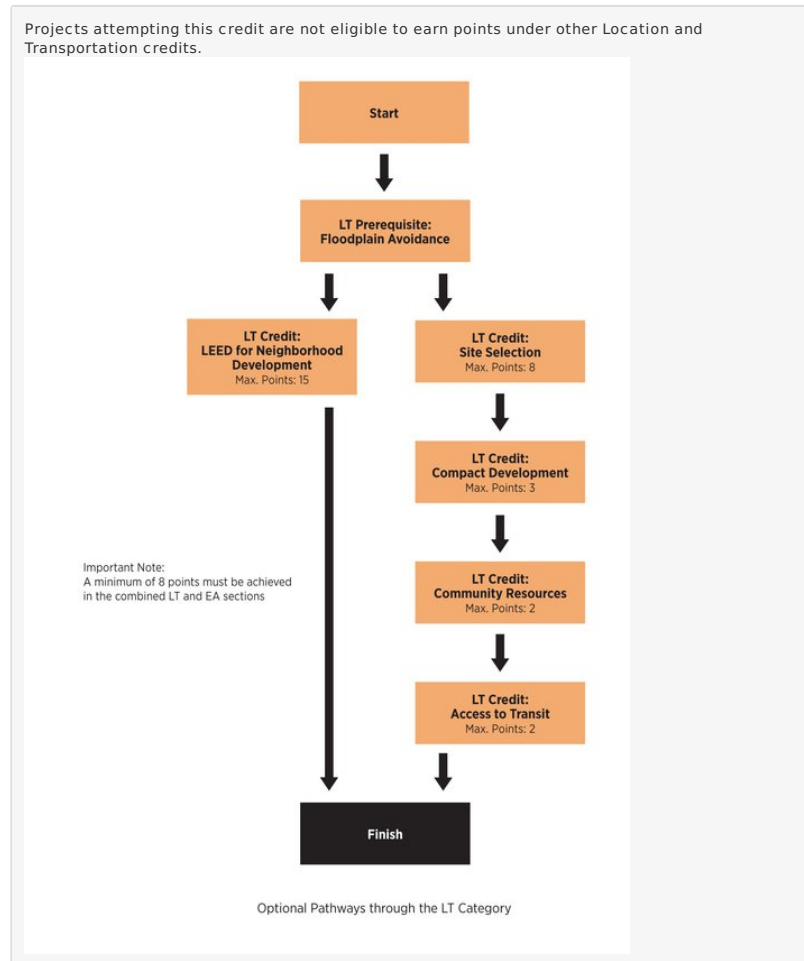 Projects attempting this credit are not eligible to earn points under other Location and
Transportation credits.
Start
LT Prerequisite:
Floodplain Avoidance
LT Credit:
LEED for Neighborhood
Development
Max. Points: 15
LT Credit:
Site Selection
Max. Points: 8
LT Credit:
Compact Development
Max. Points: 3
Important Note:
A minimum of 8 points must be achieved
in the combined LT and EA sections
LT Credit:
Community Resources
Max. Points: 2
LT Credit:
Access to Transit
Max. Points: 2
Finish
Optional Pathways through the LT Category